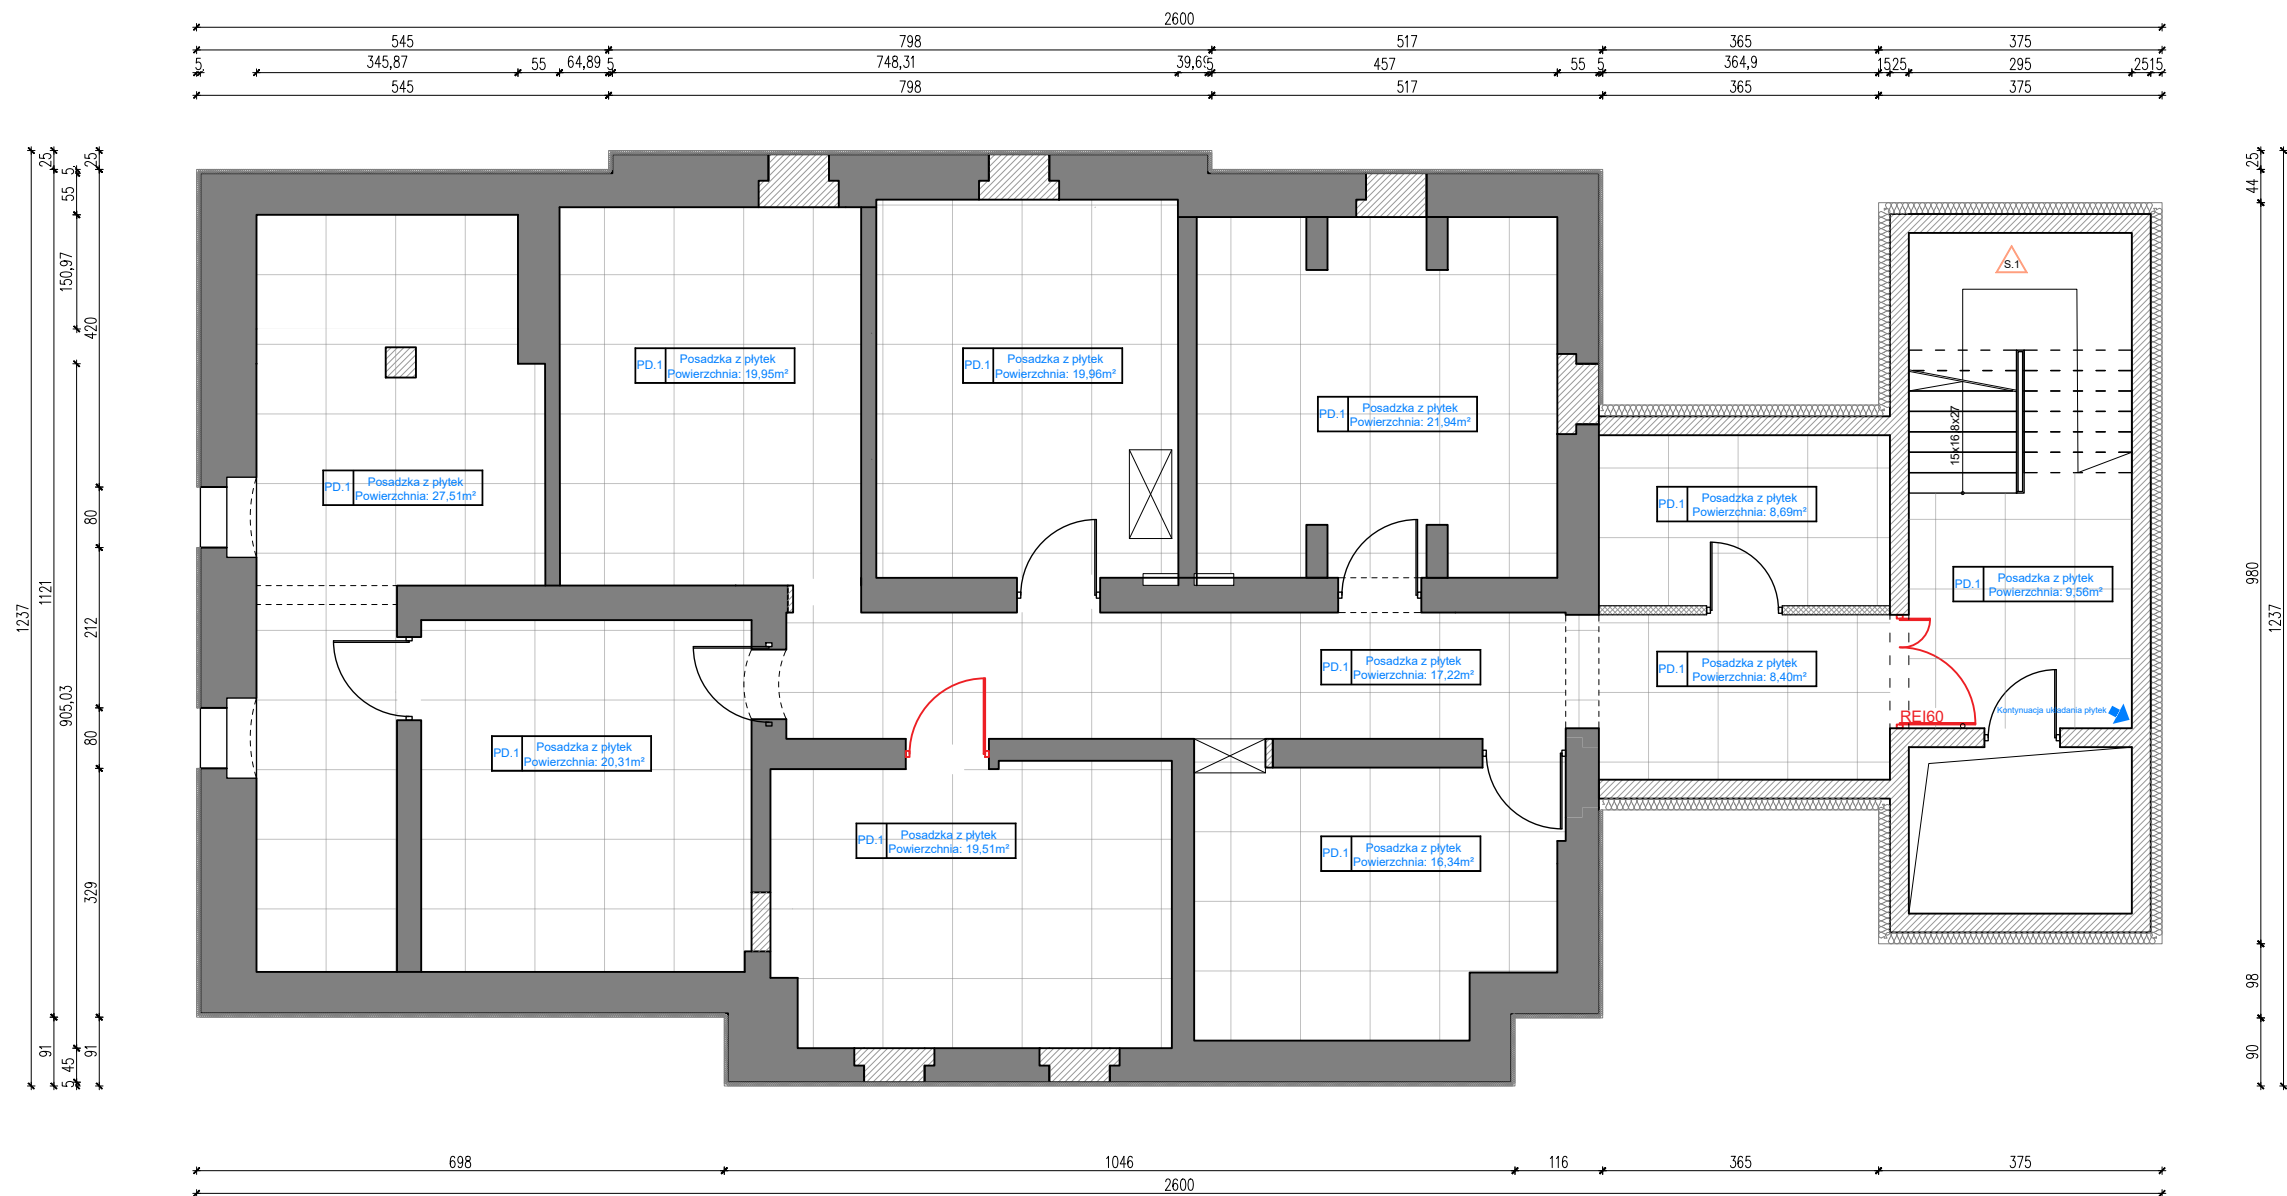 2600
545 798 517 365 375
5 345,87 55 64,89 5 748,31 39,69 5 457 55 5 364,9 15 25 295 25 15
545 798 517 365 375
25 25
5
55
150,97
420
80
1121
1237
212
905,03
80
329
91 91
45
5
25
44
980
1237
98
90
S.1
15x16,8x27
PD.1 Posadzka z płytek
Powierzchnia: 19,95m²
PD.1 Posadzka z płytek
Powierzchnia: 19,96m²
PD.1 Posadzka z płytek
Powierzchnia: 21,94m²
PD.1 Posadzka z płytek
Powierzchnia: 27,51m²
PD.1 Posadzka z płytek
Powierzchnia: 8,69m²
PD.1 Posadzka z płytek
Powierzchnia: 9,56m²
PD.1 Posadzka z płytek
Powierzchnia: 17,22m²
PD.1 Posadzka z płytek
Powierzchnia: 8,40m²
REI60
Kontynuacja układania płytek
PD.1 Posadzka z płytek
Powierzchnia: 20,31m²
PD.1 Posadzka z płytek
Powierzchnia: 19,51m²
PD.1 Posadzka z płytek
Powierzchnia: 16,34m²
698 1046 116 365 375
2600